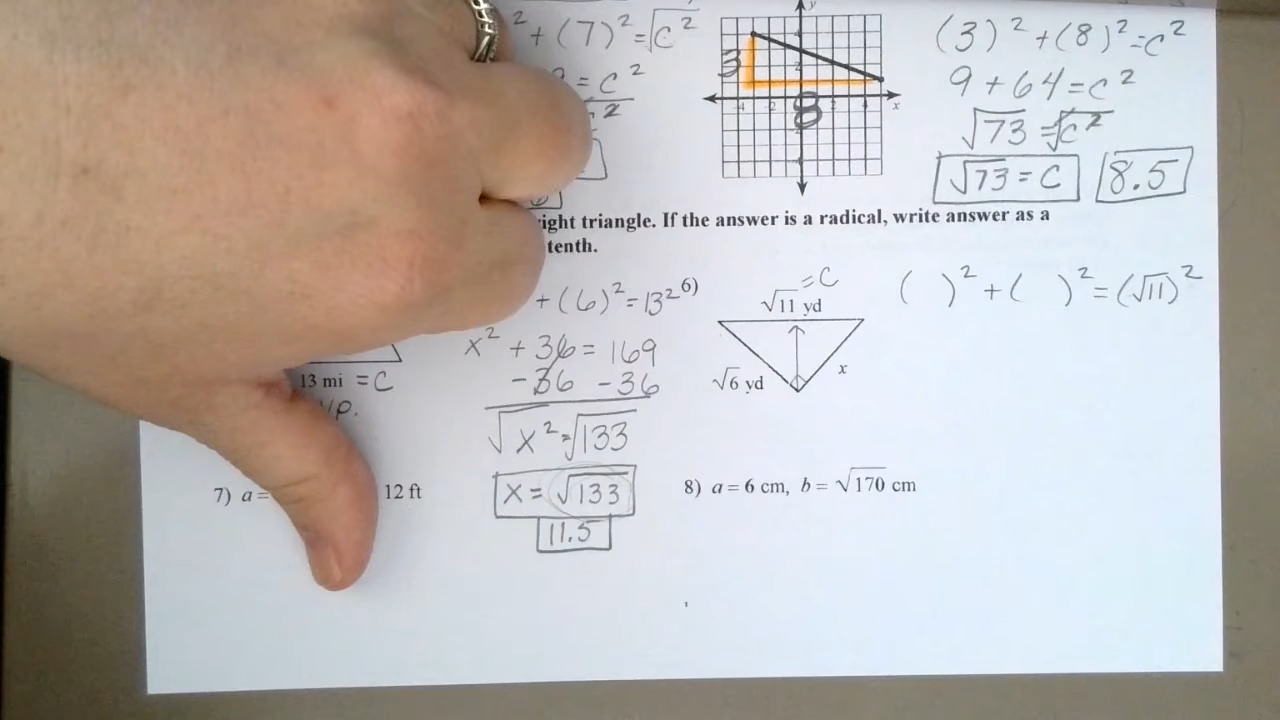 ² + (7)² = √c²
= c²
3
8
y
x
(3)² + (8)² = c²
9 + 64 = c²
√73 = √c²
√73 = c
8.5
right triangle. If the answer is a radical, write answer as a
tenth.
+ (6)² = 13²
x² + 36 = 169
-36 -36
√x² = √133
x = √133
11.5
13 mi = C
6)
= C
√11 yd
√6 yd
x
( )² + ( )² = (√11)²
7) a =
12 ft
8) a = 6 cm, b = √170 cm